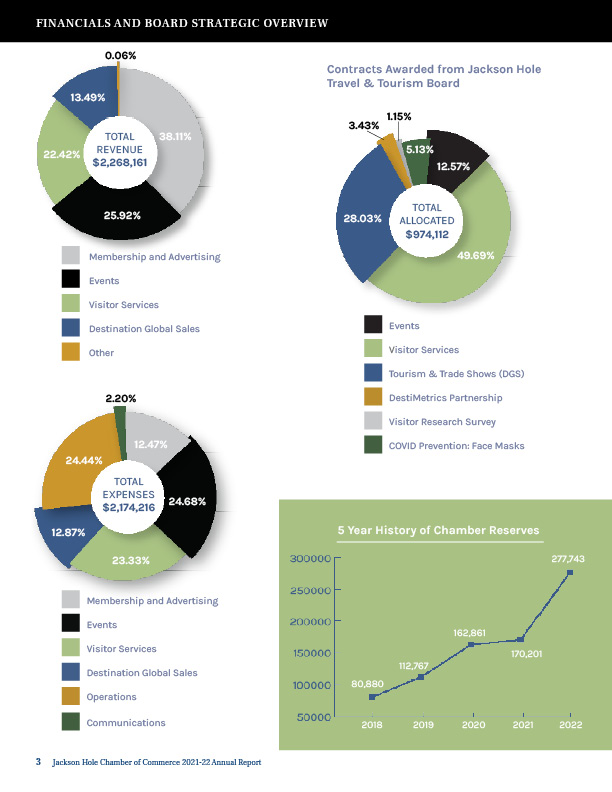 FINANCIALS AND BOARD STRATEGIC OVERVIEW
0.06%
13.49%
38.11%
22.42%
25.92%
TOTAL
REVENUE
$2,268,161
Membership and Advertising
Events
Visitor Services
Destination Global Sales
Other
Contracts Awarded from Jackson Hole
Travel & Tourism Board
1.15%
3.43%
5.13%
12.57%
28.03%
49.69%
TOTAL
ALLOCATED
$974,112
Events
Visitor Services
Tourism & Trade Shows (DGS)
DestiMetrics Partnership
Visitor Research Survey
COVID Prevention: Face Masks
2.20%
12.47%
24.44%
24.68%
12.87%
23.33%
TOTAL
EXPENSES
$2,174,216
Membership and Advertising
Events
Visitor Services
Destination Global Sales
Operations
Communications
5 Year History of Chamber Reserves
300000
250000
200000
150000
100000
50000
80,880
112,767
162,861
170,201
277,743
2018
2019
2020
2021
2022
3 Jackson Hole Chamber of Commerce 2021-22 Annual Report